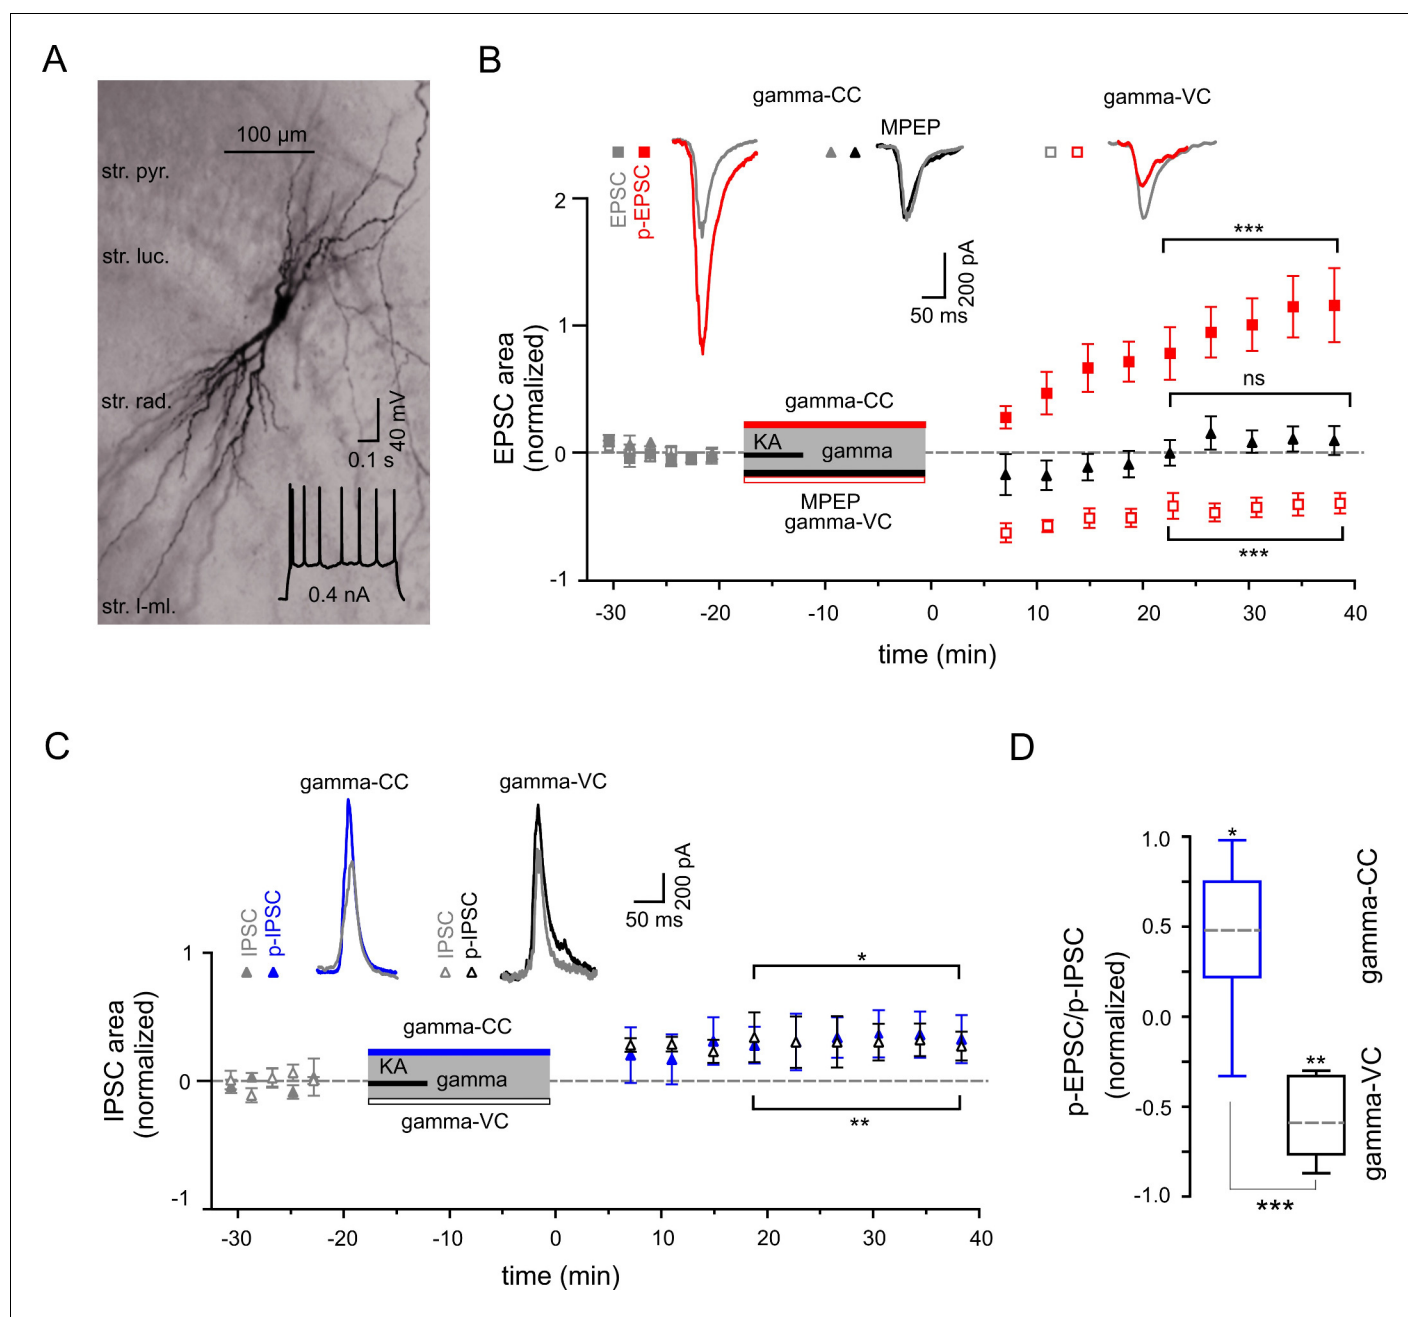 A
100 µm
str. pyr.
str. luc.
str. rad.
40 mV
0.1 s
0.4 nA
str. l-ml.
B
gamma-CC
gamma-VC
MPEP
EPSC
p-EPSC
200 pA
50 ms
***
ns
***
gamma-CC
KA
gamma
MPEP
gamma-VC
EPSC area
(normalized)
2
1
0
-1
-30
-20
-10
0
10
20
30
40
time (min)
C
gamma-CC
gamma-VC
IPSC
p-IPSC
IPSC
p-IPSC
200 pA
50 ms
*
**
gamma-CC
KA
gamma
gamma-VC
IPSC area
(normalized)
1
0
-1
-30
-20
-10
0
10
20
30
40
time (min)
D
p-EPSC/p-IPSC
(normalized)
1.0
0.5
0.0
-0.5
-1.0
*
**
***
gamma-CC
gamma-VC